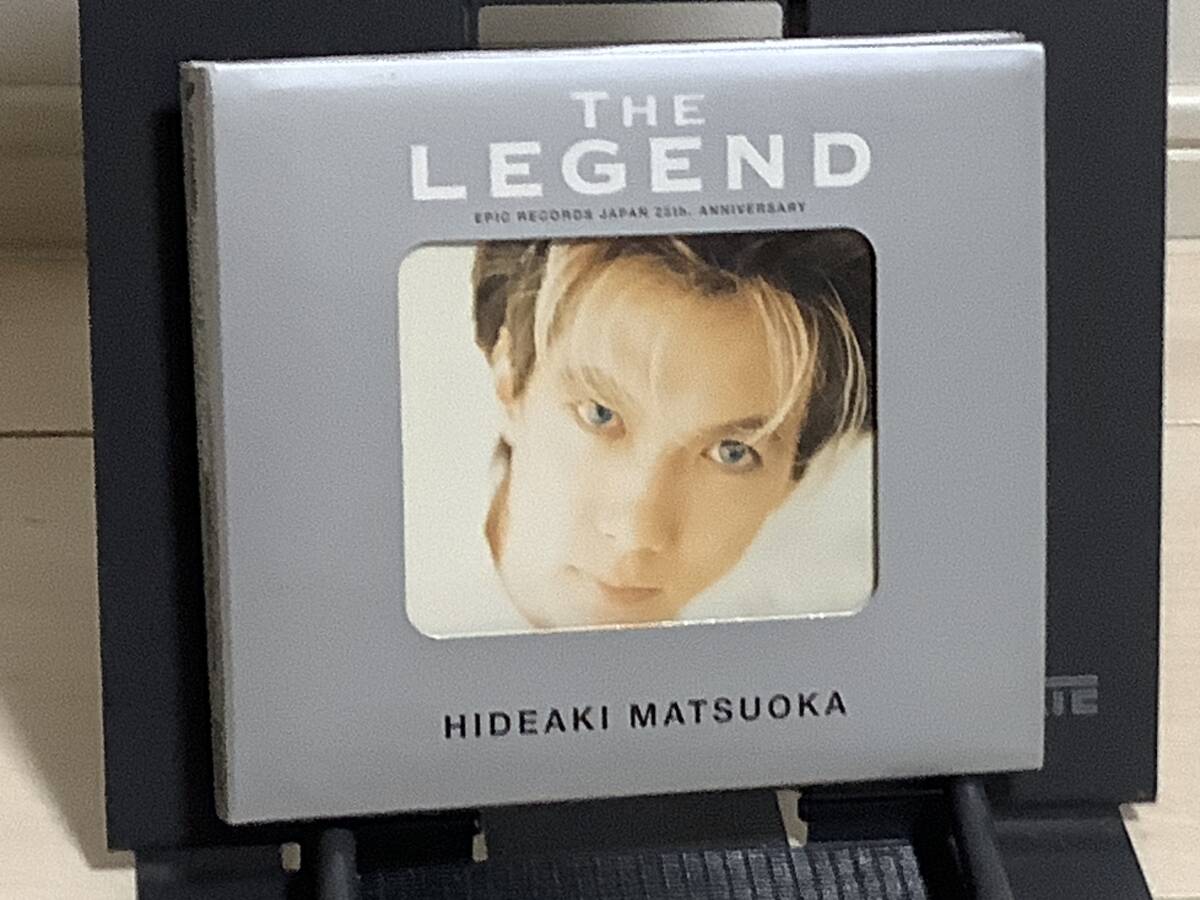 THE
LEGEND
EPIC RECORDS JAPAN 25th. ANNIVERSARY
HIDEAKI MATSUOKA